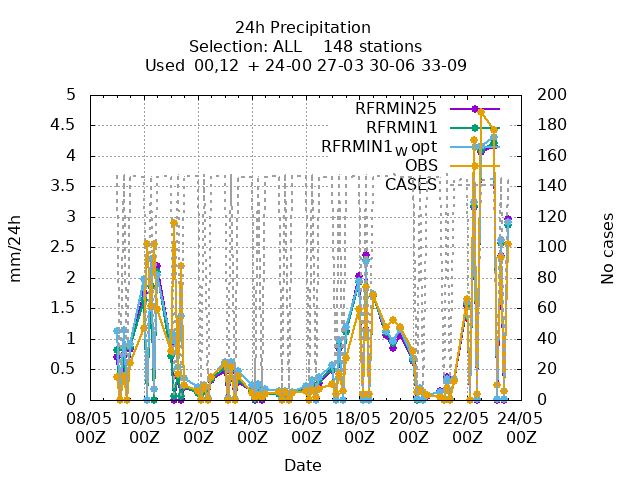 24h Precipitation
Selection: ALL    148 stations
Used  00,12  + 24-00 27-03 30-06 33-09
mm/24h
No cases
5
4.5
4
3.5
3
2.5
2
1.5
1
0.5
0
200
180
160
140
120
100
80
60
40
20
0
RFRMIN25
RFRMIN1
RFRMIN1w opt
OBS
CASES
08/05 10/05 12/05 14/05 16/05 18/05 20/05 22/05 24/05
00Z 00Z 00Z 00Z 00Z 00Z 00Z 00Z 00Z
Date